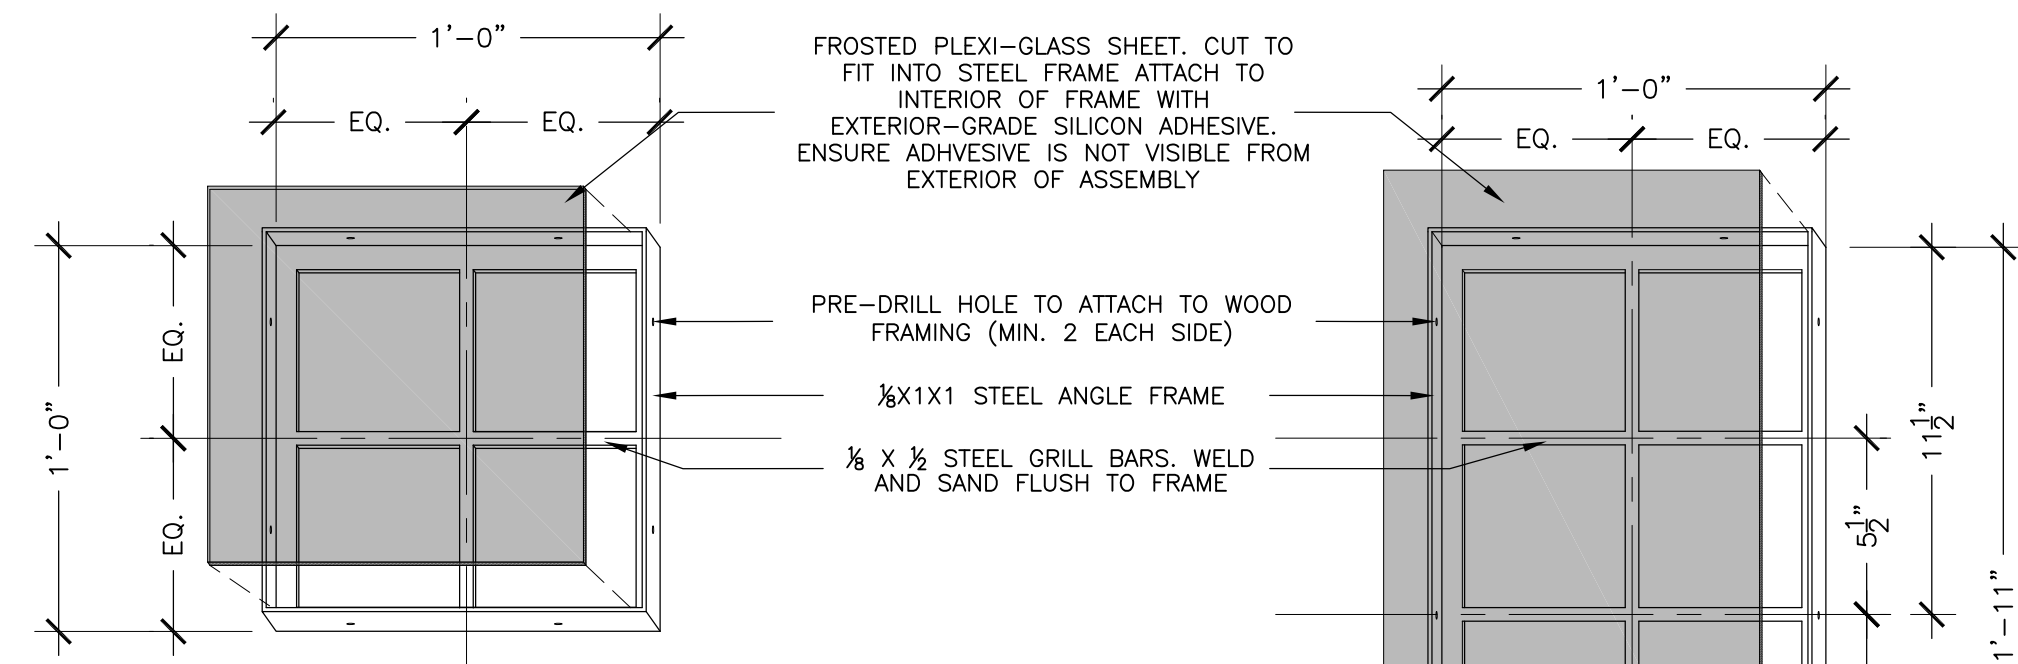 1'-0"
EQ.
EQ.
FROSTED PLEXI-GLASS SHEET. CUT TO
FIT INTO STEEL FRAME ATTACH TO
INTERIOR OF FRAME WITH
EXTERIOR-GRADE SILICON ADHESIVE.
ENSURE ADHVESIVE IS NOT VISIBLE FROM
EXTERIOR OF ASSEMBLY
1'-0"
EQ.
EQ.
PRE-DRILL HOLE TO ATTACH TO WOOD
FRAMING (MIN. 2 EACH SIDE)
⅛X1X1 STEEL ANGLE FRAME
⅛ X ½ STEEL GRILL BARS. WELD
AND SAND FLUSH TO FRAME
1'-0"
EQ.
EQ.
5½"
11½"
1'-11"